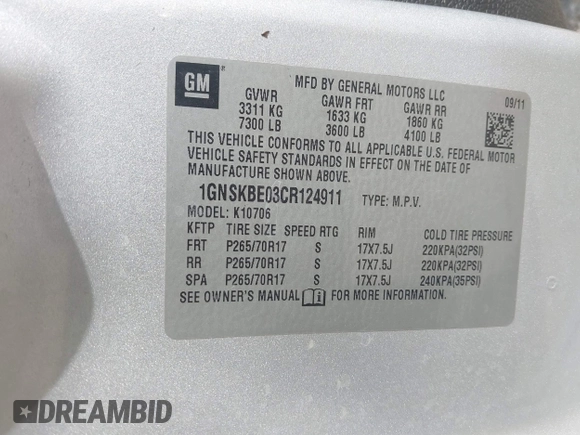 GM
MFD BY GENERAL MOTORS LLC
GVWR GAWR FRT GAWR RR 09/11
3311 KG 1633 KG 1860 KG
7300 LB 3600 LB 4100 LB
THIS VEHICLE CONFORMS TO ALL APPLICABLE U.S. FEDERAL MOTOR
VEHICLE SAFETY STANDARDS IN EFFECT ON THE DATE OF
MANUFACTURE SHOWN ABOVE.
1GNSKBE03CR124911 TYPE: M.P.V.
MODEL: K10706
KFTP TIRE SIZE SPEED RTG RIM COLD TIRE PRESSURE
FRT P265/70R17 S 17X7.5J 220KPA(32PSI)
RR P265/70R17 S 17X7.5J 220KPA(32PSI)
SPA P265/70R17 S 17X7.5J 240KPA(35PSI)
SEE OWNER'S MANUAL FOR MORE INFORMATION.
DREAMBID